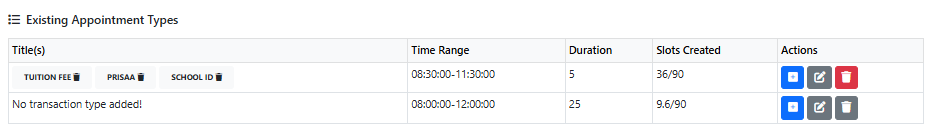 Existing Appointment Types
Title(s) Time Range Duration Slots Created Actions
TUITION FEE PRISAA SCHOOL ID 08:30:00-11:30:00 5 36/90
No transaction type added! 08:00:00-12:00:00 25 9.6/90